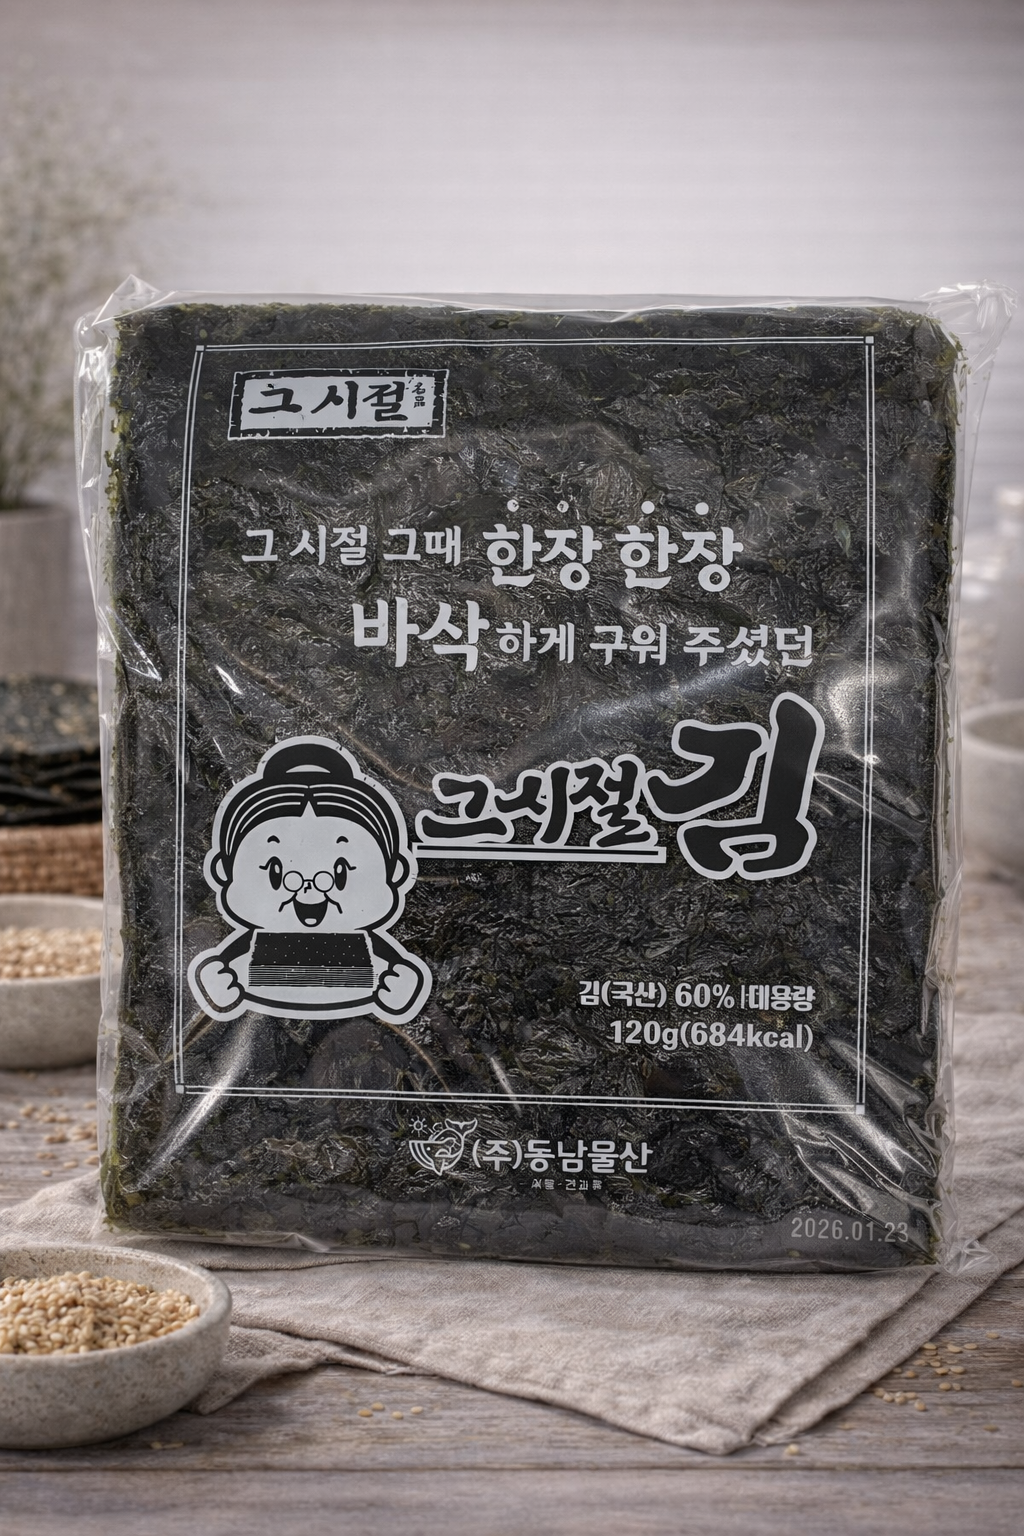 그 시절 名品
그 시절 그때 한장 한장
바삭하게 구워 주셨던
그 시절 김
김(국산) 60% | 대용량
120g(684kcal)
(주)동남물산
2026.01.23